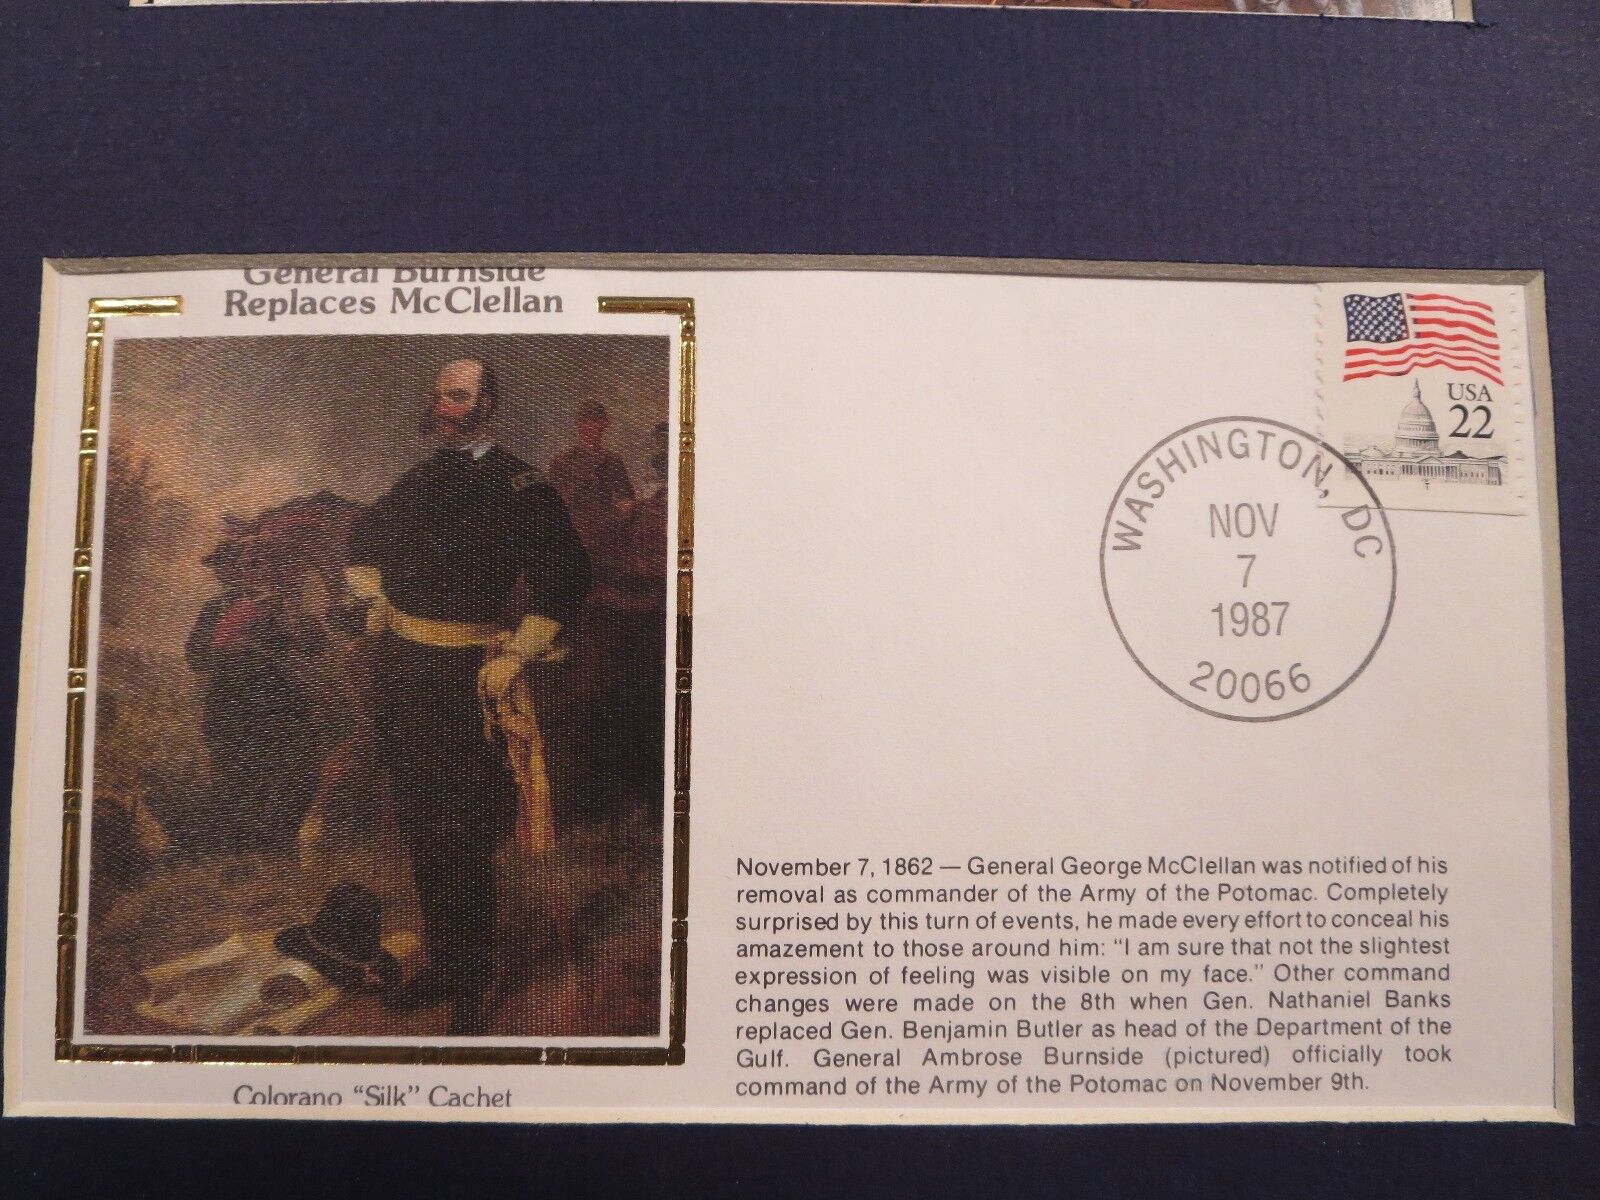 General Burnside
Replaces McClellan
USA
22
WASHINGTON, DC
NOV
7
1987
20066
November 7, 1862 — General George McClellan was notified of his
removal as commander of the Army of the Potomac. Completely
surprised by this turn of events, he made every effort to conceal his
amazement to those around him: "I am sure that not the slightest
expression of feeling was visible on my face." Other command
changes were made on the 8th when Gen. Nathaniel Banks
replaced Gen. Benjamin Butler as head of the Department of the
Gulf. General Ambrose Burnside (pictured) officially took
command of the Army of the Potomac on November 9th.
Colorano "Silk" Cachet